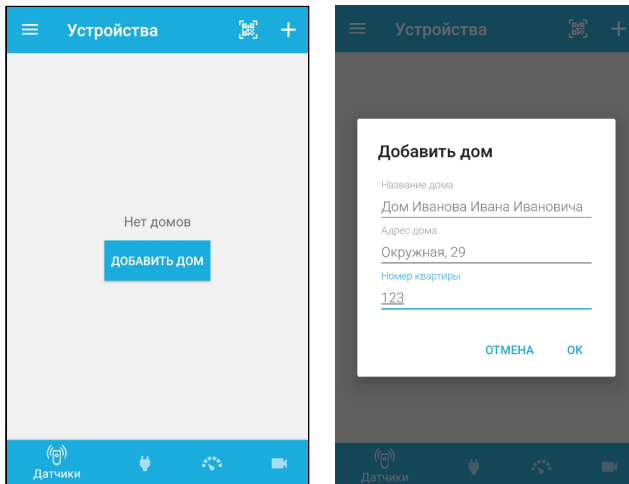 Устройства
Нет домов
ДОБАВИТЬ ДОМ
Датчики
Устройства
Добавить дом
Название дома
Дом Иванова Ивана Ивановича
Адрес дома
Окружная, 29
Номер квартиры
123
ОТМЕНА ОК
Датчики